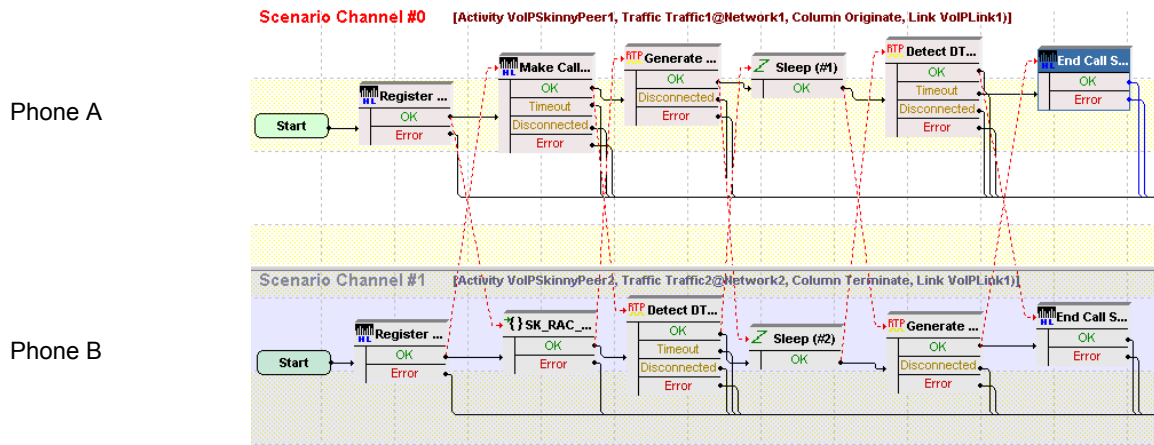 Scenario Channel #0 [Activity VoIPSkinnyPeer1, Traffic Traffic1@Network1, Column Originate, Link VoIPLink1)]
Phone A
Start
HL Register ...
OK
Error
HL Make Call...
OK
Timeout
Disconnected
Error
RTP Generate ...
OK
Disconnected
Error
Z Sleep (#1)
OK
RTP Detect DT...
OK
Timeout
Disconnected
Error
HL End Call S...
OK
Error
Scenario Channel #1 [Activity VoIPSkinnyPeer2, Traffic Traffic2@Network2, Column Terminate, Link VoIPLink1)]
Phone B
Start
HL Register ...
OK
Error
{} SK_RAC_...
OK
Error
RTP Detect DT...
OK
Timeout
Disconnected
Error
Z Sleep (#2)
OK
RTP Generate ...
OK
Disconnected
Error
HL End Call S...
OK
Error